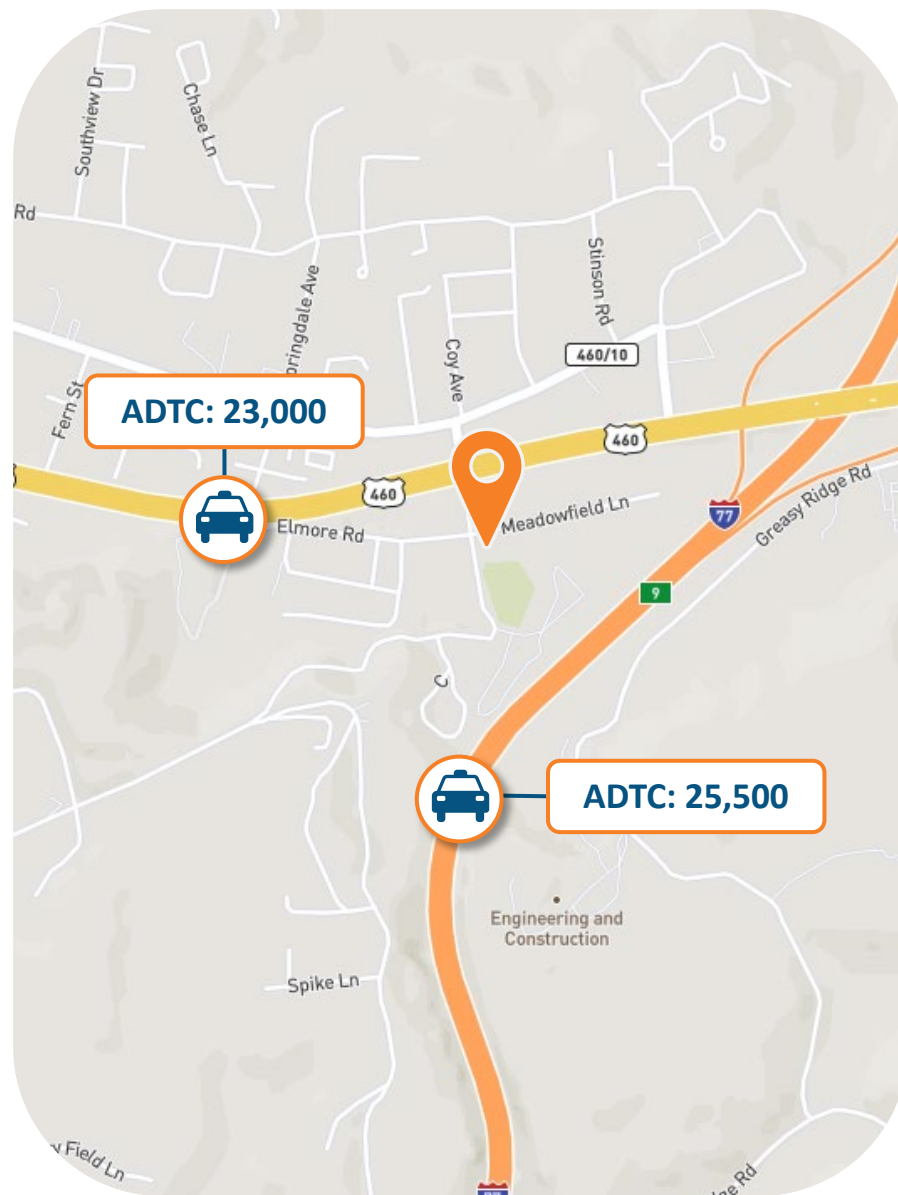 Southview Dr
Chase Ln
Rd
Stinson Rd
oringdale Ave
Coy Ave
460/10
Fern St
ADTC: 23,000
460
460
Meadowfield Ln
77
Greasy Ridge Rd
Elmore Rd
9
C
ADTC: 25,500
Engineering and
Construction
Spike Ln
Field Ln
Rd